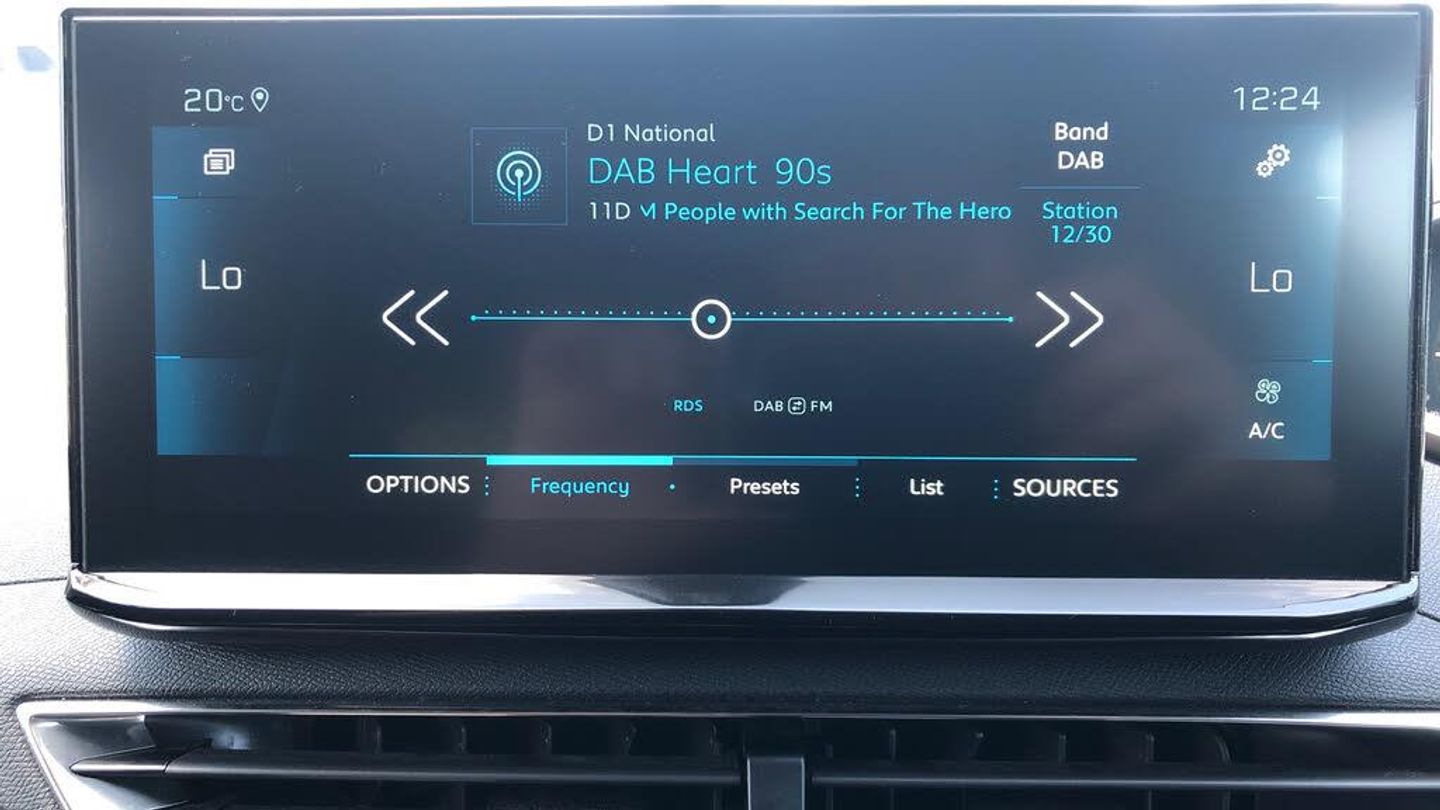 20°C
12:24
D1 National
DAB Heart 90s
11D M People with Search For The Hero
Band
DAB
Station
12/30
Lo
Lo
RDS
DAB FM
A/C
OPTIONS
Frequency
Presets
List
SOURCES